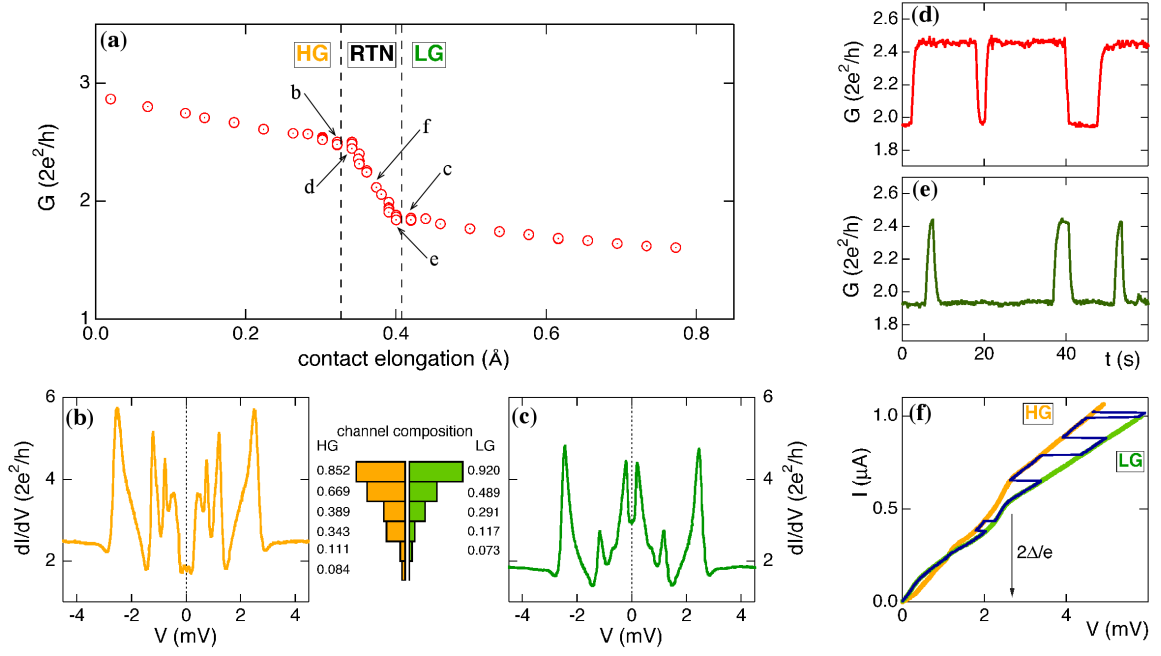 (a)
HG RTN LG
b
f
d
c
e
G (2e²/h)
3
2
1
0.0 0.2 0.4 0.6 0.8
contact elongation (Å)
(d)
G (2e²/h)
2.6
2.4
2.2
2.0
1.8
(e)
G (2e²/h)
2.6
2.4
2.2
2.0
1.8
0 20 40 t (s)
(b)
dI/dV (2e²/h)
6
4
2
-4 -2 0 2 4
V (mV)
channel composition
HG LG
0.852 0.920
0.669 0.489
0.389 0.291
0.343 0.117
0.111 0.073
0.084
(c)
6
4
2
dI/dV (2e²/h)
-4 -2 0 2 4
V (mV)
(f)
HG
LG
I (µA)
1.0
0.5
0.0
2Δ/e
0 2 4
V (mV)